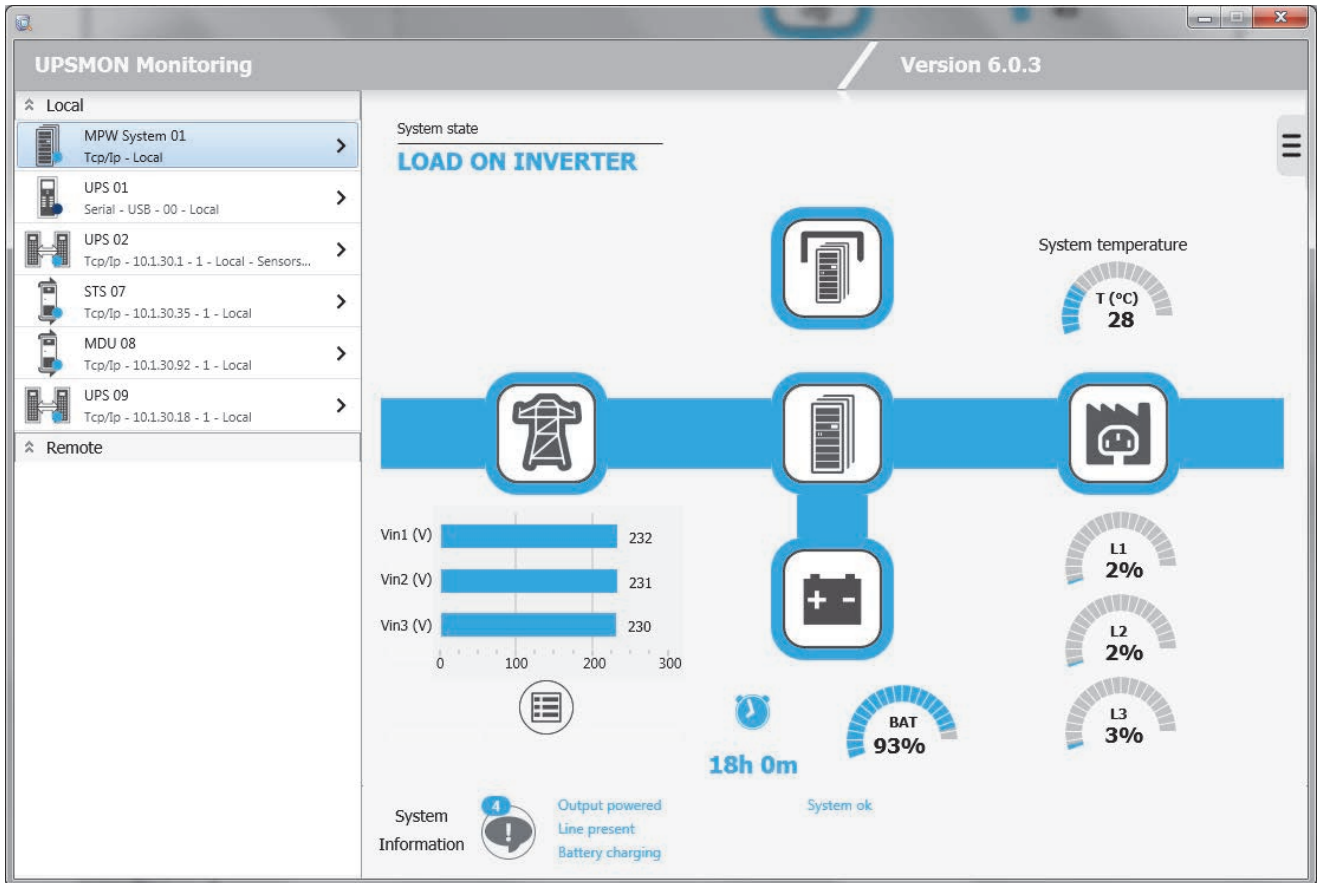 UPSMON Monitoring
Version 6.0.3
Local
MPW System 01
Tcp/Ip - Local
UPS 01
Serial - USB - 00 - Local
UPS 02
Tcp/Ip - 10.1.30.1 - 1 - Local - Sensors...
STS 07
Tcp/Ip - 10.1.30.35 - 1 - Local
MDU 08
Tcp/Ip - 10.1.30.92 - 1 - Local
UPS 09
Tcp/Ip - 10.1.30.18 - 1 - Local
Remote
System state
LOAD ON INVERTER
System temperature
T (°C)
28
Vin1 (V) 232
Vin2 (V) 231
Vin3 (V) 230
0 100 200 300
L1
2%
L2
2%
L3
3%
18h 0m
BAT
93%
System
Information
4
Output powered
Line present
Battery charging
System ok